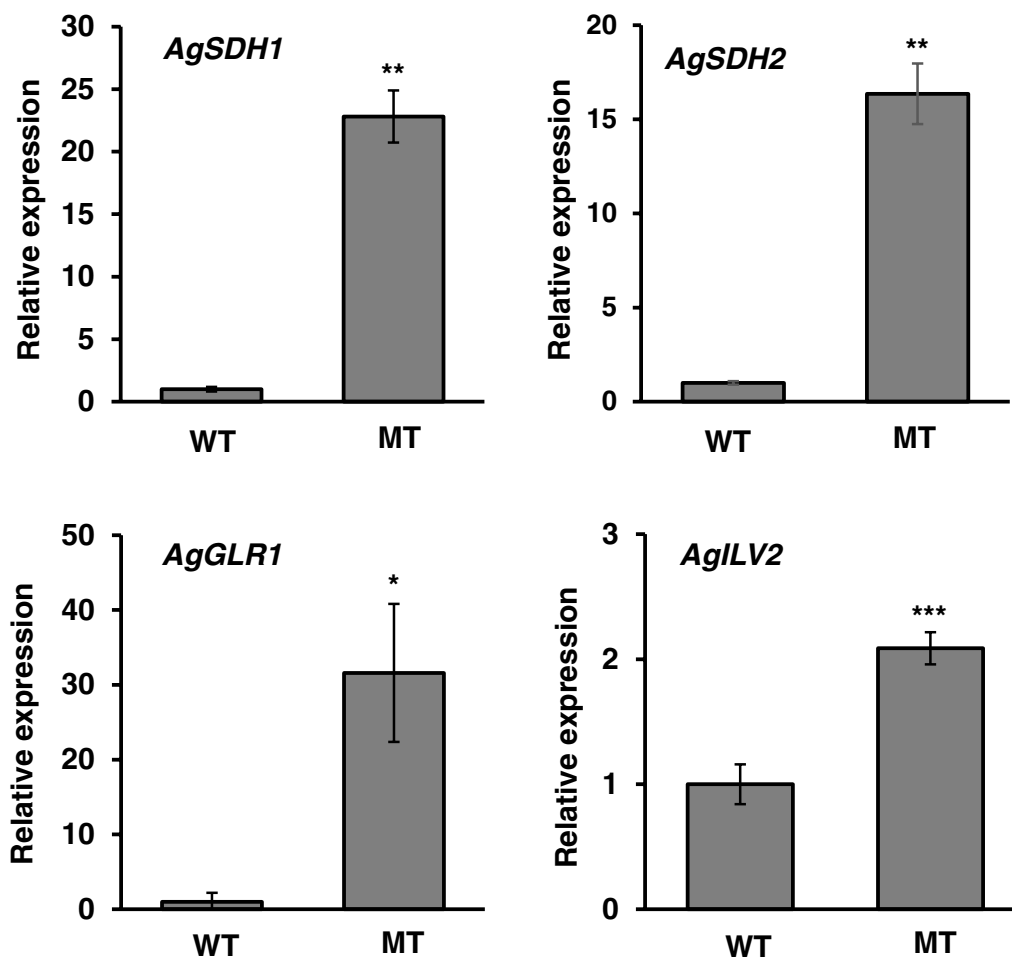 AgSDH1
Relative expression
30
25
20
15
10
5
0
**
WT
MT
AgSDH2
Relative expression
20
15
10
5
0
**
WT
MT
AgGLR1
Relative expression
50
40
30
20
10
0
*
WT
MT
AgILV2
Relative expression
3
2
1
0
***
WT
MT